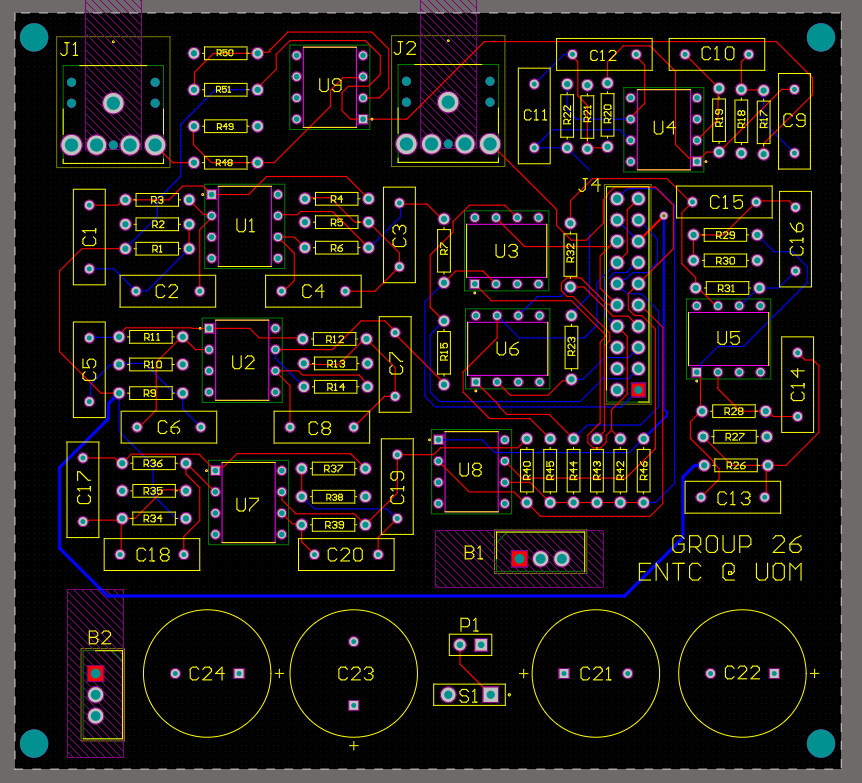 J1
R50
U9
J2
C12
C10
R51
C11
R22
R21
R20
U4
R19
R18
R17
C9
R49
R48
J4
C1
R3
R2
R1
U1
R4
R5
R6
C3
R7
U3
R32
C15
R29
R30
R31
C16
C2
C4
C5
R11
R10
R9
U2
R12
R13
R14
C7
R15
U6
R23
U5
C14
C6
C8
R28
R27
R26
C17
R36
R35
R34
U7
R37
R38
R39
C19
U8
R40
R45
R44
R43
R42
R46
C13
C18
C20
B1
GROUP 26
ENTC @ UOM
B2
P1
C24
+
C23
+
S1
+
C21
C22
+